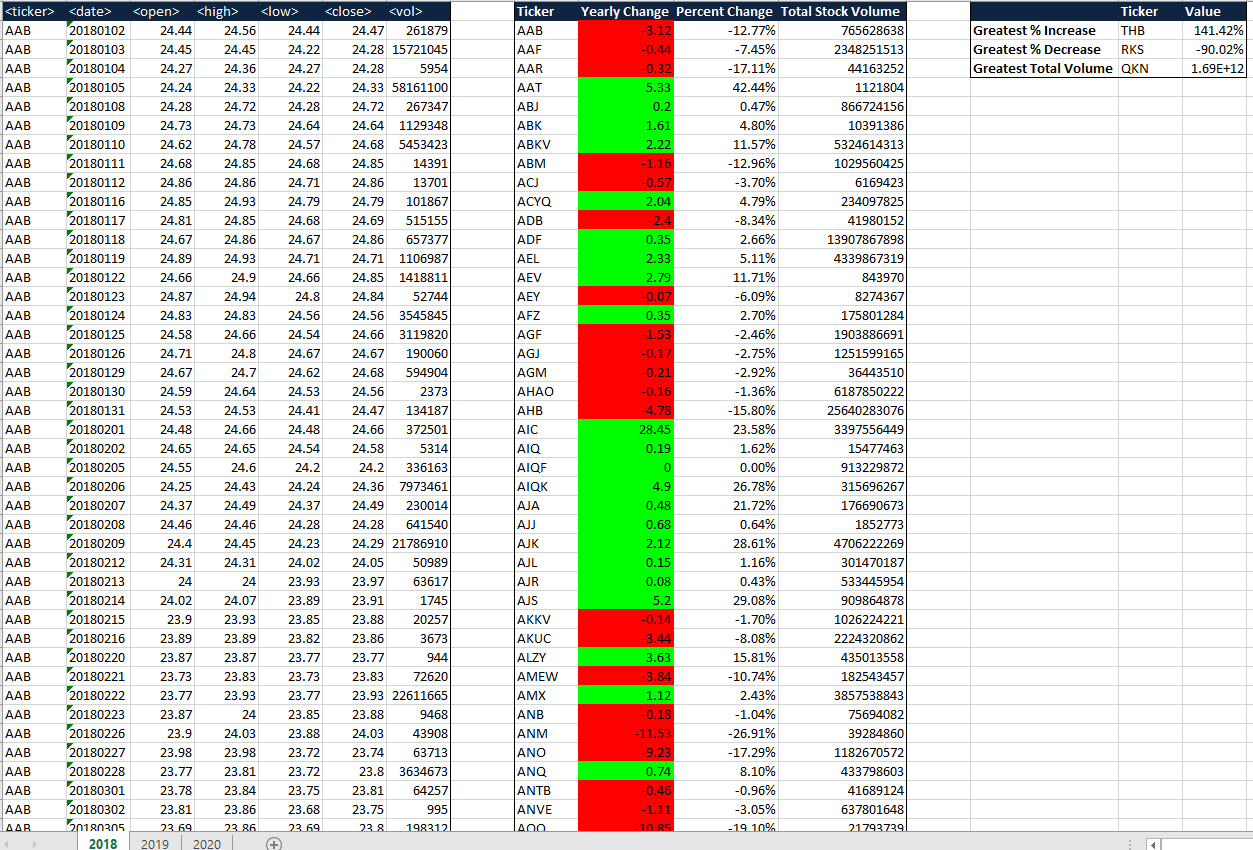 <ticker> <date> <open> <high> <low> <close> <vol> Ticker Yearly Change Percent Change Total Stock Volume Ticker Value
AAB 20180102 24.44 24.56 24.44 24.47 261879 AAB -3.12 -12.77% 765628638 Greatest % Increase THB 141.42%
AAB 20180103 24.45 24.45 24.22 24.28 15721045 AAF -0.44 -7.45% 2348251513 Greatest % Decrease RKS -90.02%
AAB 20180104 24.27 24.36 24.27 24.28 5954 AAR -0.32 -17.11% 44163252 Greatest Total Volume QKN 1.69E+12
AAB 20180105 24.24 24.33 24.22 24.33 58161100 AAT 5.33 42.44% 1121804
AAB 20180108 24.28 24.72 24.28 24.72 267347 ABJ 0.2 0.47% 866724156
AAB 20180109 24.73 24.73 24.64 24.64 1129348 ABK 1.61 4.80% 10391386
AAB 20180110 24.62 24.78 24.57 24.68 5453423 ABKV 2.22 11.57% 5324614313
AAB 20180111 24.68 24.85 24.68 24.85 14391 ABM -1.16 -12.96% 1029560425
AAB 20180112 24.86 24.86 24.71 24.86 13701 ACJ -0.57 -3.70% 6169423
AAB 20180116 24.85 24.93 24.79 24.79 101867 ACYQ 2.04 4.79% 234097825
AAB 20180117 24.81 24.85 24.68 24.69 515155 ADB -2.4 -8.34% 41980152
AAB 20180118 24.67 24.86 24.67 24.86 657377 ADF 0.35 2.66% 13907867898
AAB 20180119 24.89 24.93 24.71 24.71 1106987 AEL 2.33 5.11% 4339867319
AAB 20180122 24.66 24.9 24.66 24.85 1418811 AEV 2.79 11.71% 843970
AAB 20180123 24.87 24.94 24.8 24.84 52744 AEY -0.07 -6.09% 8274367
AAB 20180124 24.83 24.83 24.56 24.56 3545845 AFZ 0.35 2.70% 175801284
AAB 20180125 24.58 24.66 24.54 24.66 3119820 AGF -1.53 -2.46% 1903886691
AAB 20180126 24.71 24.8 24.67 24.67 190060 AGJ -0.17 -2.75% 1251599165
AAB 20180129 24.67 24.7 24.62 24.68 594904 AGM -0.21 -2.92% 36443510
AAB 20180130 24.59 24.64 24.53 24.56 2373 AHAO -0.16 -1.36% 6187850222
AAB 20180131 24.53 24.53 24.41 24.47 134187 AHB -4.78 -15.80% 25640283076
AAB 20180201 24.48 24.66 24.48 24.66 372501 AIC 28.45 23.58% 3397556449
AAB 20180202 24.65 24.65 24.54 24.58 5314 AIQ 0.19 1.62% 15477463
AAB 20180205 24.55 24.6 24.2 24.2 336163 AIQF 0 0.00% 913229872
AAB 20180206 24.25 24.43 24.24 24.36 7973461 AIQK 4.9 26.78% 315696267
AAB 20180207 24.37 24.49 24.37 24.49 230014 AJA 0.48 21.72% 176690673
AAB 20180208 24.46 24.46 24.28 24.28 641540 AJJ 0.68 0.64% 1852773
AAB 20180209 24.4 24.45 24.23 24.29 21786910 AJK 2.12 28.61% 4706222269
AAB 20180212 24.31 24.31 24.02 24.05 50989 AJL 0.15 1.16% 301470187
AAB 20180213 24 24 23.93 23.97 63617 AJR 0.08 0.43% 533445954
AAB 20180214 24.02 24.07 23.89 23.91 1745 AJS 5.2 29.08% 909864878
AAB 20180215 23.9 23.93 23.85 23.88 20257 AKKV -0.14 -1.70% 1026224221
AAB 20180216 23.89 23.89 23.82 23.86 3673 AKUC -3.44 -8.08% 2224320862
AAB 20180220 23.87 23.87 23.77 23.77 944 ALZY 3.63 15.81% 435013558
AAB 20180221 23.73 23.83 23.73 23.83 72620 AMEW -3.84 -10.74% 182543457
AAB 20180222 23.77 23.93 23.77 23.93 22611665 AMX 1.12 2.43% 3857538843
AAB 20180223 23.87 24 23.85 23.88 9468 ANB -0.18 -1.04% 75694082
AAB 20180226 23.9 24.03 23.88 24.03 43908 ANM -11.53 -26.91% 39284860
AAB 20180227 23.98 23.98 23.72 23.74 63713 ANO -9.23 -17.29% 1182670572
AAB 20180228 23.77 23.81 23.72 23.8 3634673 ANQ 0.74 8.10% 433798603
AAB 20180301 23.78 23.84 23.75 23.81 64257 ANTB -0.46 -0.96% 41689124
AAB 20180302 23.81 23.86 23.68 23.75 995 ANVE -1.11 -3.05% 637801648
AAB 20180305 23.69 23.86 23.69 23.8 198312 AOO -10.85 -19.10% 21793739
2018 2019 2020